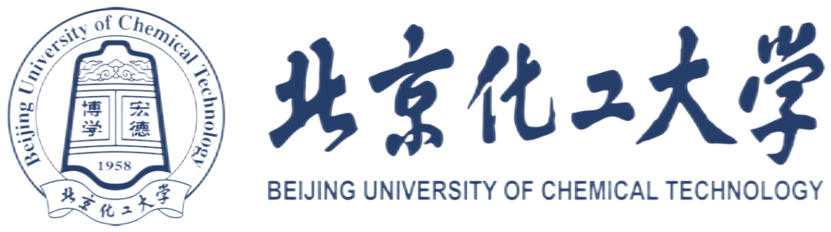 Beijing University of Chemical Technology
博学 宏德
1958
北京化工大学
北京化工大学
BEIJING UNIVERSITY OF CHEMICAL TECHNOLOGY